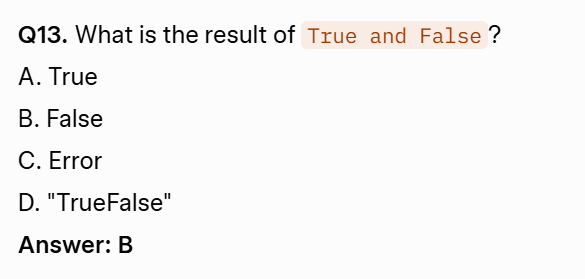 Q13. What is the result of True and False?
A. True
B. False
C. Error
D. "TrueFalse"
Answer: B